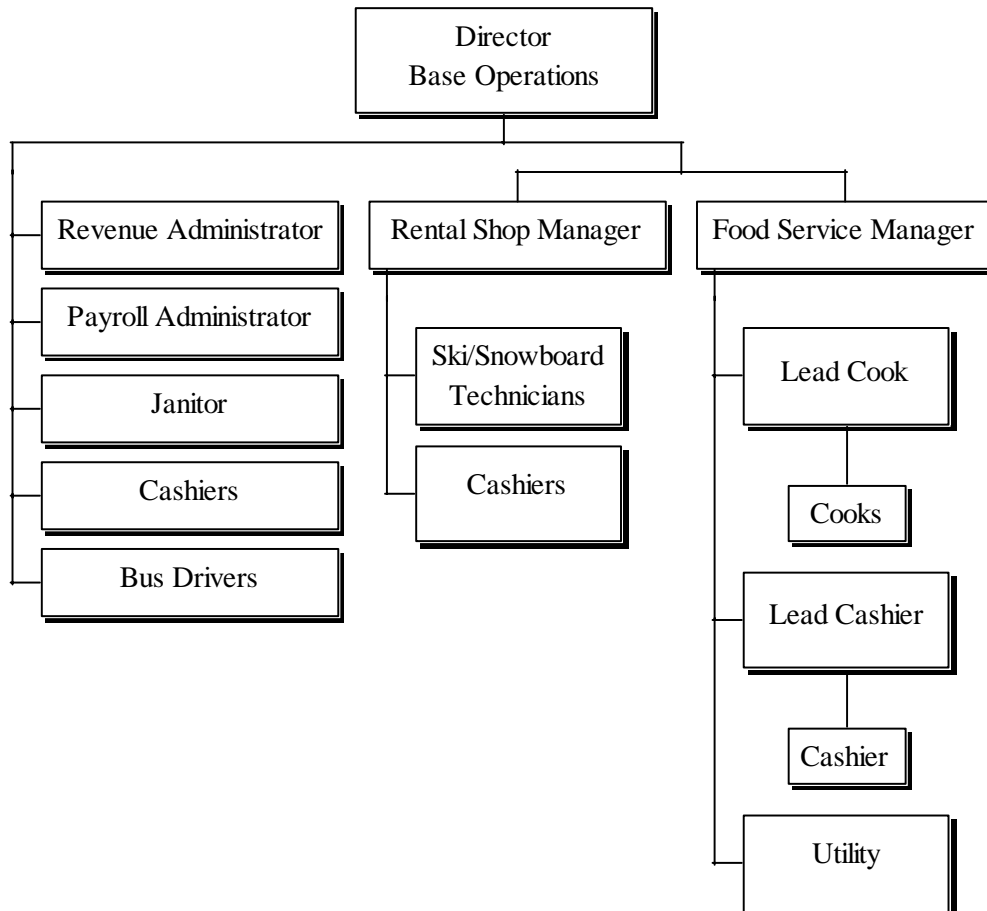 Director
Base Operations
Revenue Administrator
Payroll Administrator
Janitor
Cashiers
Bus Drivers
Rental Shop Manager
Ski/Snowboard
Technicians
Cashiers
Food Service Manager
Lead Cook
Cooks
Lead Cashier
Cashier
Utility